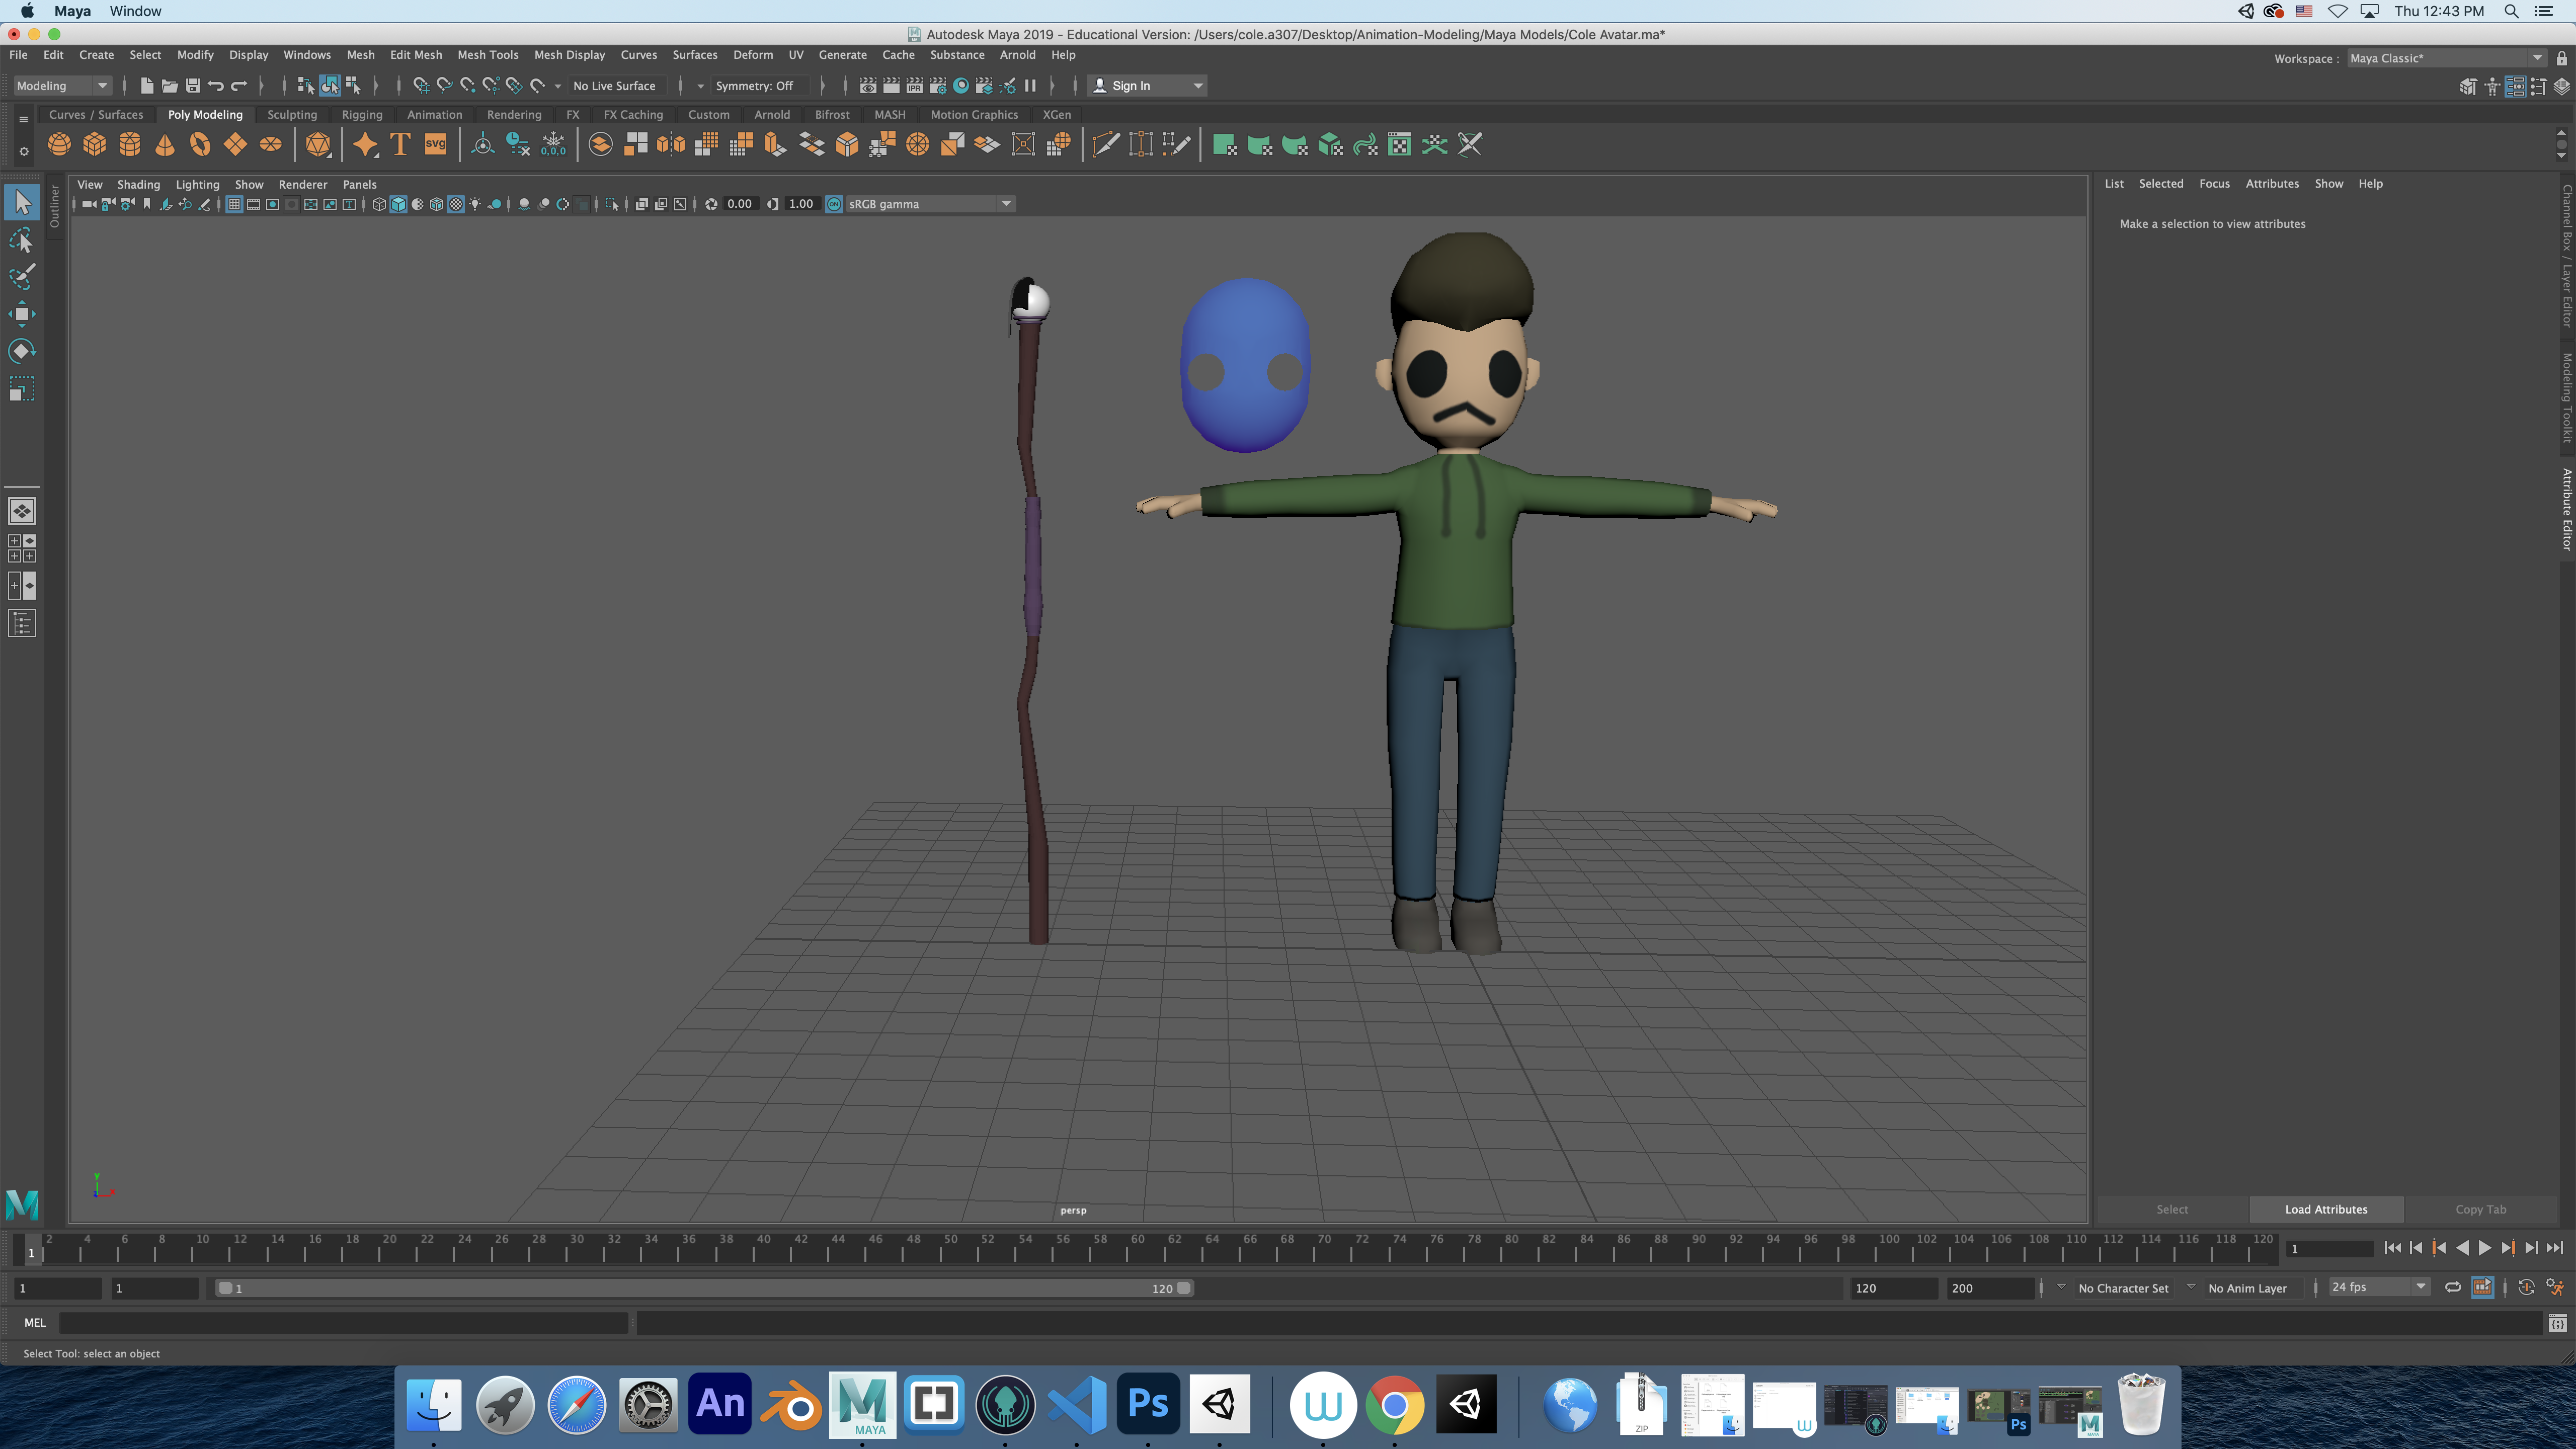 Maya Window
Thu 12:43 PM
Autodesk Maya 2019 - Educational Version: /Users/cole.a307/Desktop/Animation-Modeling/Maya Models/Cole Avatar.ma*
File Edit Create Select Modify Display Windows Mesh Edit Mesh Mesh Tools Mesh Display Curves Surfaces Deform UV Generate Cache Substance Arnold Help
Workspace : Maya Classic*
Modeling No Live Surface Symmetry: Off IPR Sign In
Curves / Surfaces Poly Modeling Sculpting Rigging Animation Rendering FX FX Caching Custom Arnold Bifrost MASH Motion Graphics XGen
T svg 0,0,0
View Shading Lighting Show Renderer Panels
0.00 1.00 ON sRGB gamma
Outliner
List Selected Focus Attributes Show Help
Make a selection to view attributes
Channel Box / Layer Editor
Modeling Toolkit
Attribute Editor
Y
persp
Select Load Attributes Copy Tab
2 4 6 8 10 12 14 16 18 20 22 24 26 28 30 32 34 36 38 40 42 44 46 48 50 52 54 56 58 60 62 64 66 68 70 72 74 76 78 80 82 84 86 88 90 92 94 96 98 100 102 104 106 108 110 112 114 116 118 120
1 1
1 1 1 120 120 200 No Character Set No Anim Layer 24 fps
MEL
Select Tool: select an object
An MAYA Ps W ZIP W Ps M